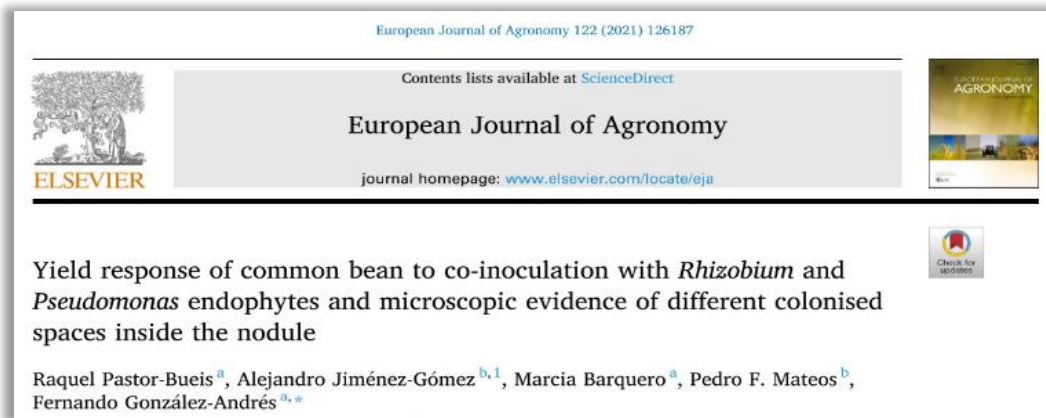 European Journal of Agronomy 122 (2021) 126187
Contents lists available at ScienceDirect
European Journal of Agronomy
journal homepage: www.elsevier.com/locate/eja
ELSEVIER
EUROPEAN JOURNAL OF
AGRONOMY
Check for
updates
Yield response of common bean to co-inoculation with Rhizobium and
Pseudomonas endophytes and microscopic evidence of different colonised
spaces inside the nodule
Raquel Pastor-Bueis a, Alejandro Jiménez-Gómez b,1, Marcia Barquero a, Pedro F. Mateos b,
Fernando González-Andrés a,*